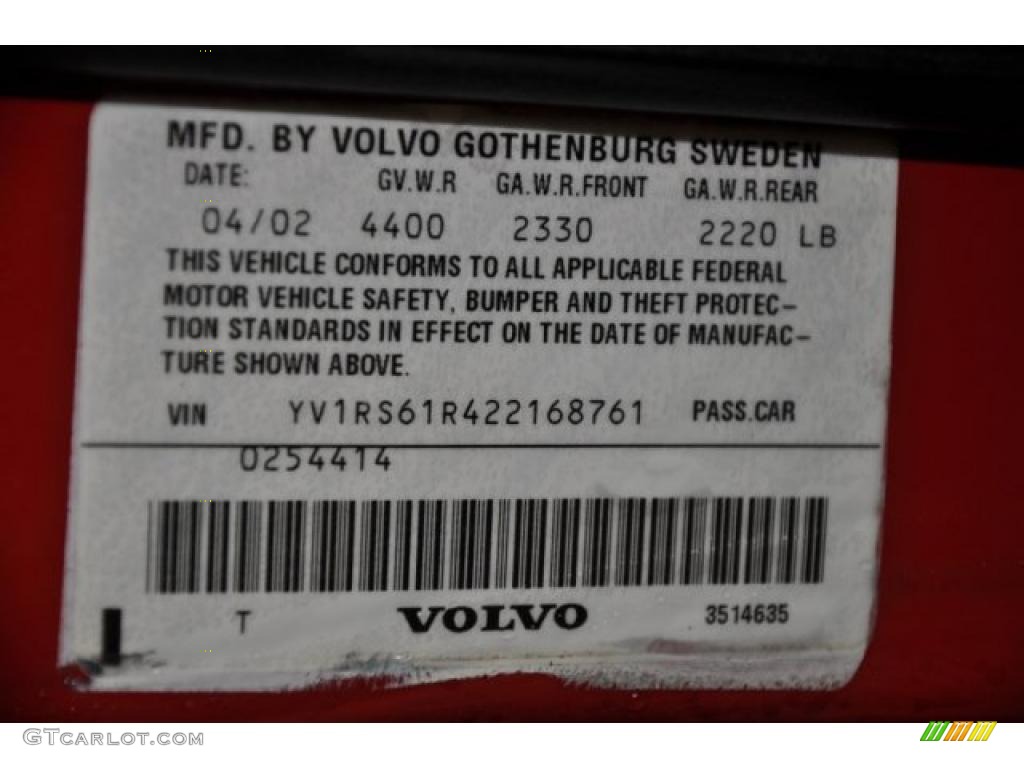 MFD. BY VOLVO GOTHENBURG SWEDEN
DATE: GV.W.R GA.W.R.FRONT GA.W.R.REAR
04/02 4400 2330 2220 LB
THIS VEHICLE CONFORMS TO ALL APPLICABLE FEDERAL
MOTOR VEHICLE SAFETY, BUMPER AND THEFT PROTEC-
TION STANDARDS IN EFFECT ON THE DATE OF MANUFAC-
TURE SHOWN ABOVE.
VIN YV1RS61R422168761 PASS.CAR
0254414
T VOLVO 3514635
GTCARLOT.COM